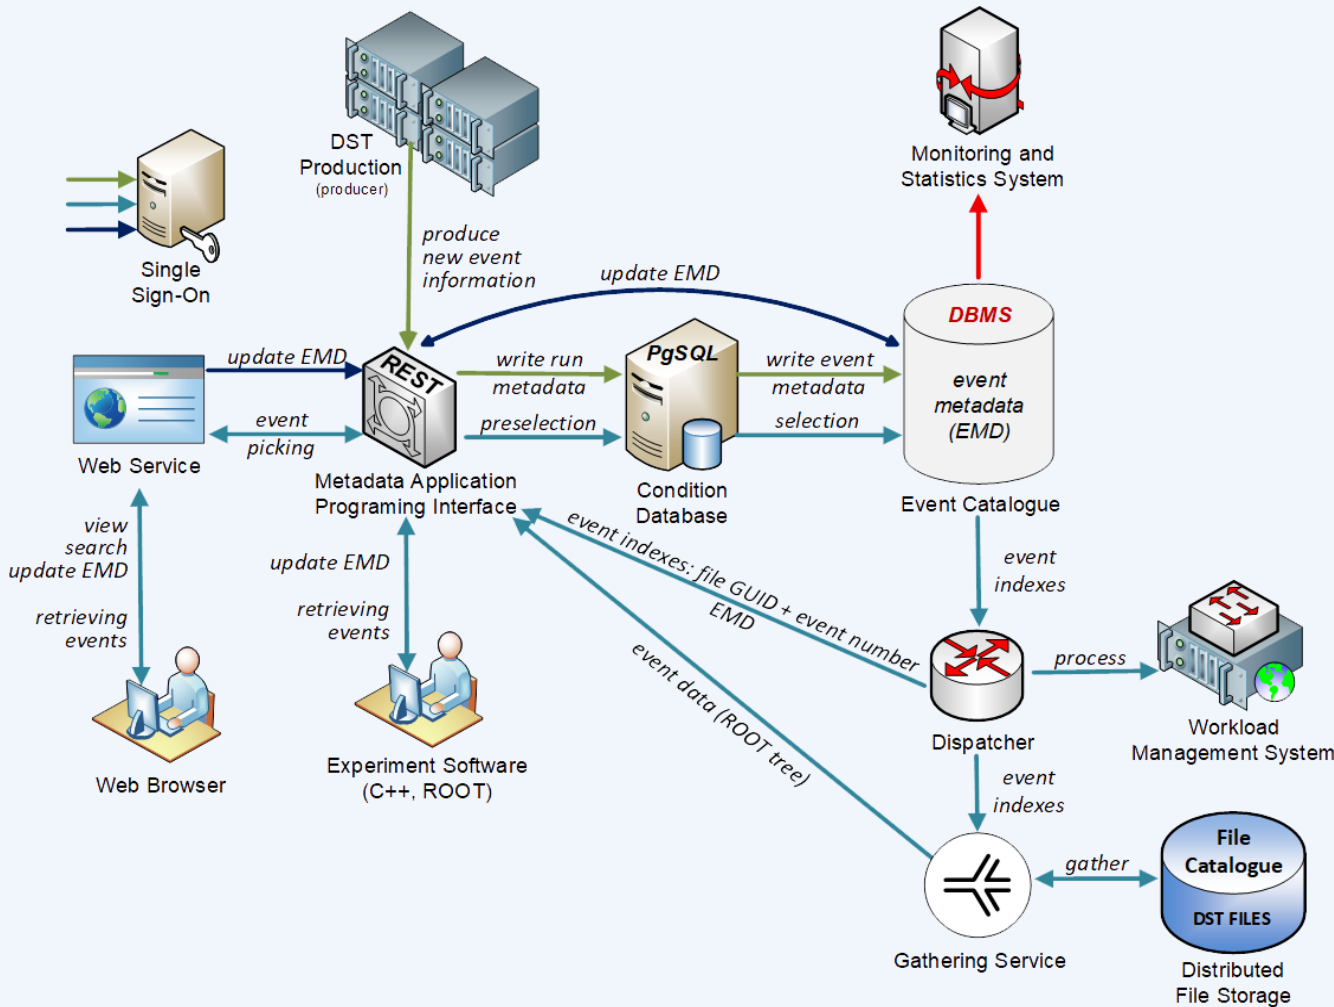 DST
Production
(producer)
Monitoring and
Statistics System
Single
Sign-On
produce
new event
information
update EMD
DBMS
event
metadata
(EMD)
Event Catalogue
update EMD
REST
write run
metadata
PgSQL
write event
metadata
event
picking
preselection
selection
Web Service
Metadata Application
Programing Interface
Condition
Database
view
search
update EMD
retrieving
events
update EMD
retrieving
events
event indexes: file GUID + event number
EMD
event data (ROOT tree)
event
indexes
process
Dispatcher
Workload
Management System
Web Browser
Experiment Software
(C++, ROOT)
event
indexes
gather
File
Catalogue
DST FILES
Gathering Service
Distributed
File Storage